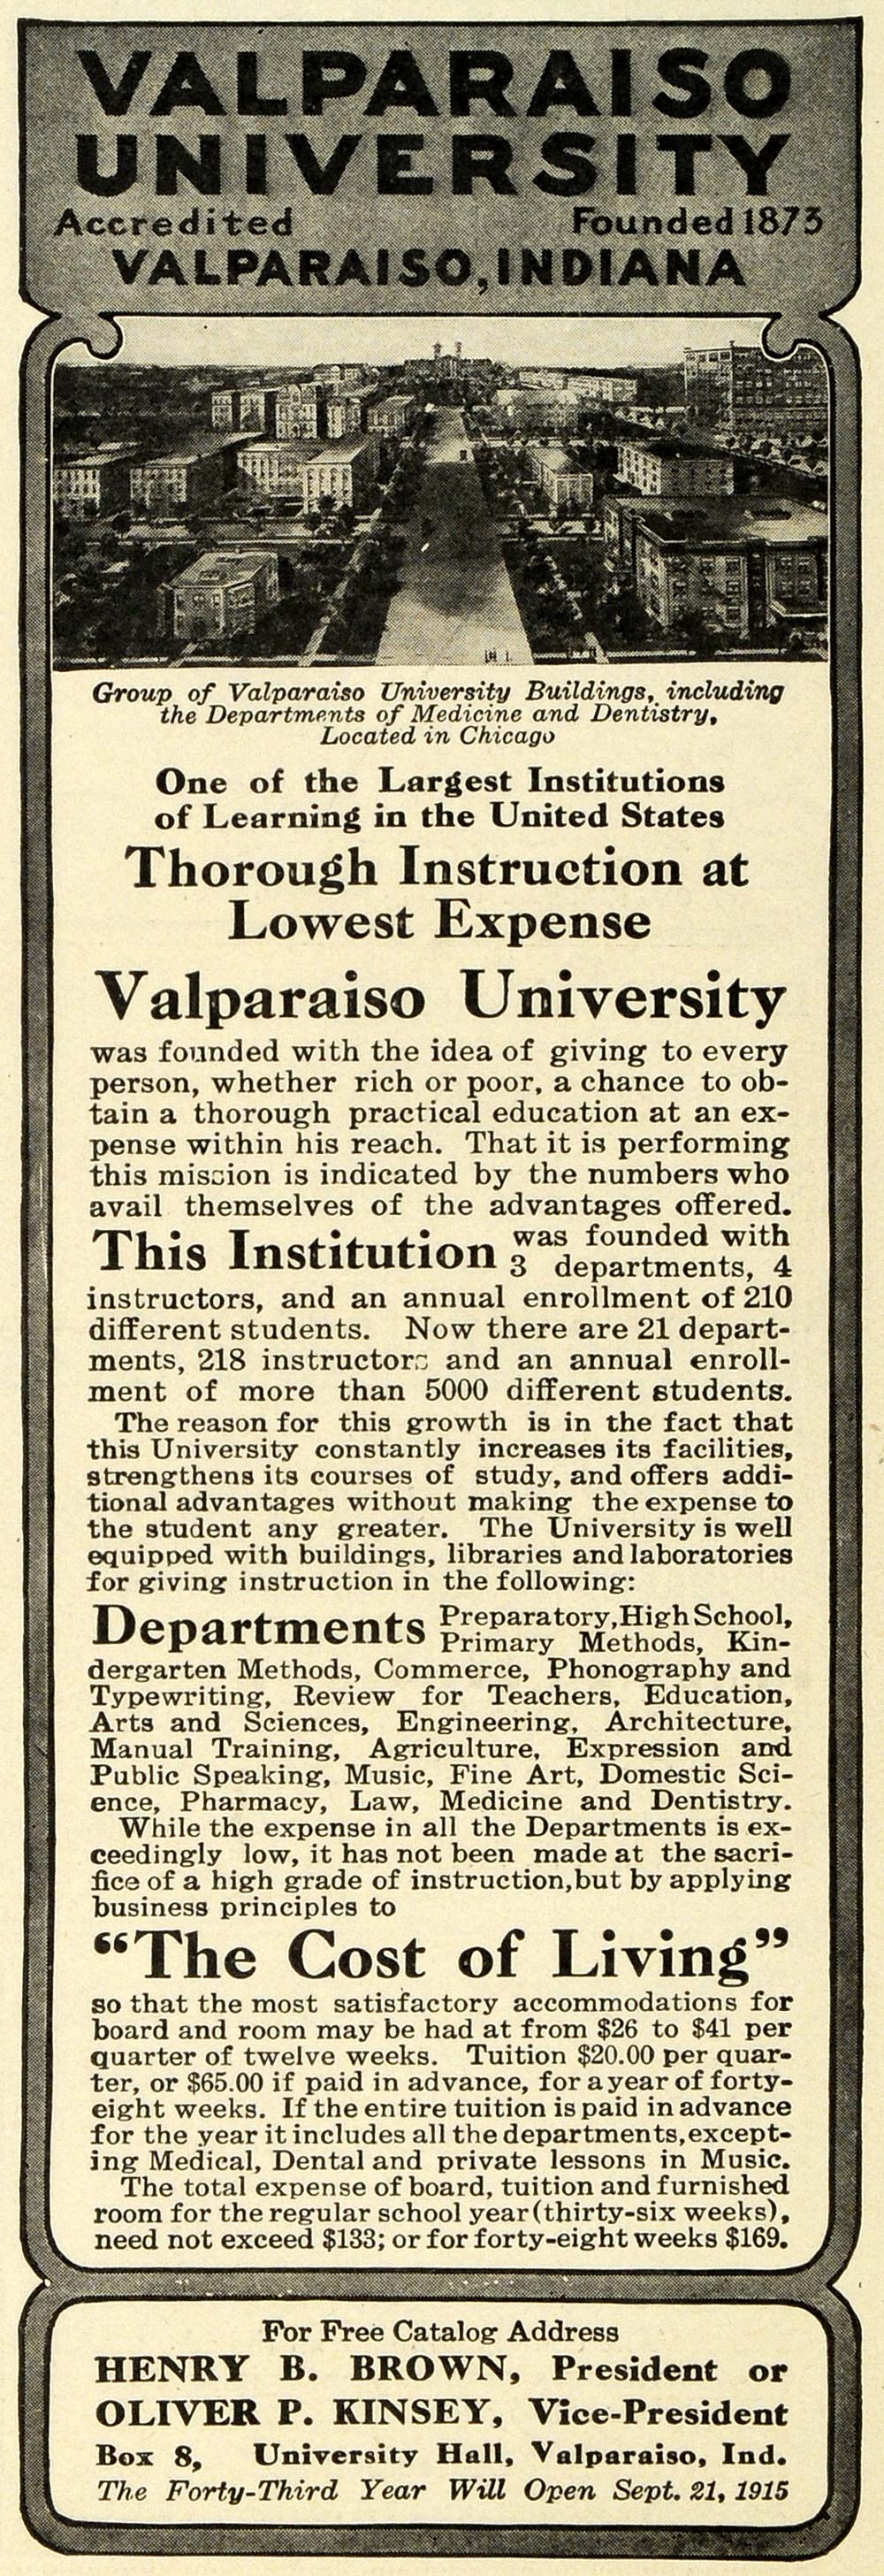 VALPARAISO
UNIVERSITY
Accredited Founded 1873
VALPARAISO, INDIANA
Group of Valparaiso University Buildings, including
the Departments of Medicine and Dentistry,
Located in Chicago
One of the Largest Institutions
of Learning in the United States
Thorough Instruction at
Lowest Expense
Valparaiso University
was founded with the idea of giving to every
person, whether rich or poor, a chance to ob-
tain a thorough practical education at an ex-
pense within his reach. That it is performing
this mission is indicated by the numbers who
avail themselves of the advantages offered.
This Institution was founded with
3 departments, 4
instructors, and an annual enrollment of 210
different students. Now there are 21 depart-
ments, 218 instructors and an annual enroll-
ment of more than 5000 different students.
The reason for this growth is in the fact that
this University constantly increases its facilities,
strengthens its courses of study, and offers addi-
tional advantages without making the expense to
the student any greater. The University is well
equipped with buildings, libraries and laboratories
for giving instruction in the following:
Departments Preparatory, High School,
Primary Methods, Kin-
dergarten Methods, Commerce, Phonography and
Typewriting, Review for Teachers, Education,
Arts and Sciences, Engineering, Architecture,
Manual Training, Agriculture, Expression and
Public Speaking, Music, Fine Art, Domestic Sci-
ence, Pharmacy, Law, Medicine and Dentistry.
While the expense in all the Departments is ex-
ceedingly low, it has not been made at the sacri-
fice of a high grade of instruction, but by applying
business principles to
"The Cost of Living"
so that the most satisfactory accommodations for
board and room may be had at from $26 to $41 per
quarter of twelve weeks. Tuition $20.00 per quar-
ter, or $65.00 if paid in advance, for a year of forty-
eight weeks. If the entire tuition is paid in advance
for the year it includes all the departments, except-
ing Medical, Dental and private lessons in Music.
The total expense of board, tuition and furnished
room for the regular school year (thirty-six weeks),
need not exceed $133; or for forty-eight weeks $169.
For Free Catalog Address
HENRY B. BROWN, President or
OLIVER P. KINSEY, Vice-President
Box 8, University Hall, Valparaiso, Ind.
The Forty-Third Year Will Open Sept. 21, 1915